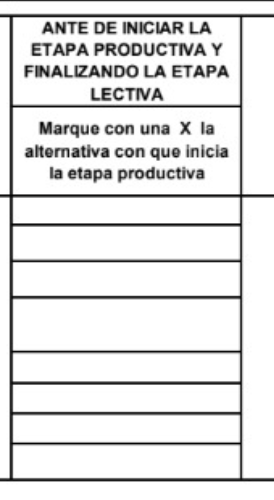 ANTE DE INICIAR LA
ETAPA PRODUCTIVA Y
FINALIZANDO LA ETAPA
LECTIVA
Marque con una X la
alternativa con que inicia
la etapa productiva